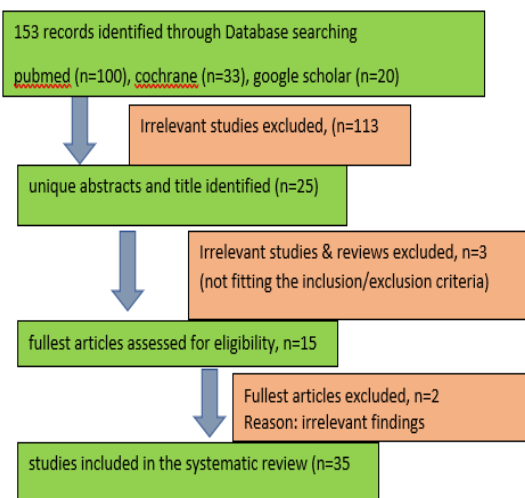 153 records identified through Database searching
pubmed (n=100), cochrane (n=33), google scholar (n=20)
Irrelevant studies excluded, (n=113
unique abstracts and title identified (n=25)
Irrelevant studies & reviews excluded, n=3
(not fitting the inclusion/exclusion criteria)
fullest articles assessed for eligibility, n=15
Fullest articles excluded, n=2
Reason: irrelevant findings
studies included in the systematic review (n=35